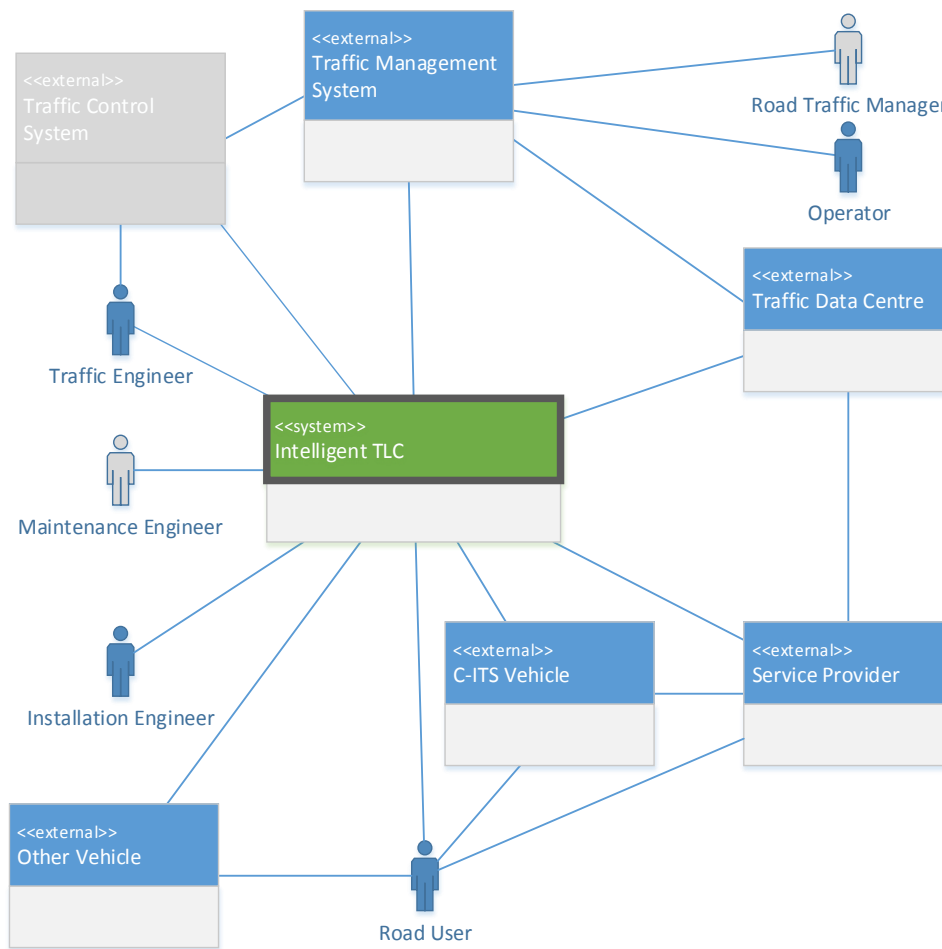 <<external>>
Traffic Management
System
<<external>>
Traffic Control
System
Road Traffic Manager
Operator
<<external>>
Traffic Data Centre
Traffic Engineer
<<system>>
Intelligent TLC
Maintenance Engineer
<<external>>
C-ITS Vehicle
<<external>>
Service Provider
Installation Engineer
<<external>>
Other Vehicle
Road User